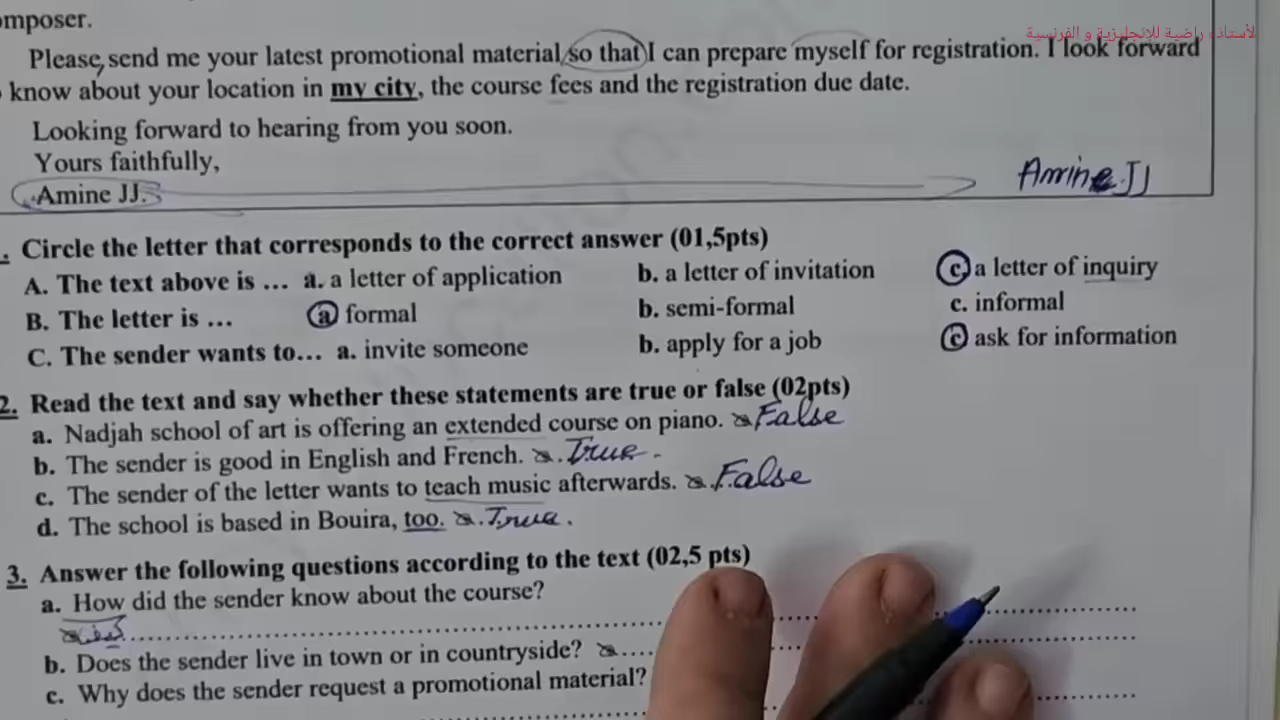 omposer.
لأستاذة راضية للانجليزية و الفرنسية
Please, send me your latest promotional material so that I can prepare myself for registration. I look forward
o know about your location in my city, the course fees and the registration due date.
Looking forward to hearing from you soon.
Yours faithfully,
Amine JJ. Amine JJ
. Circle the letter that corresponds to the correct answer (01,5pts)
A. The text above is … a. a letter of application b. a letter of invitation c. a letter of inquiry
B. The letter is … a formal b. semi-formal c. informal
C. The sender wants to… a. invite someone b. apply for a job c ask for information
2. Read the text and say whether these statements are true or false (02pts)
a. Nadjah school of art is offering an extended course on piano. False
b. The sender is good in English and French. True.
c. The sender of the letter wants to teach music afterwards. False
d. The school is based in Bouira, too. True.
3. Answer the following questions according to the text (02,5 pts)
a. How did the sender know about the course?
كيف
b. Does the sender live in town or in countryside?
c. Why does the sender request a promotional material?